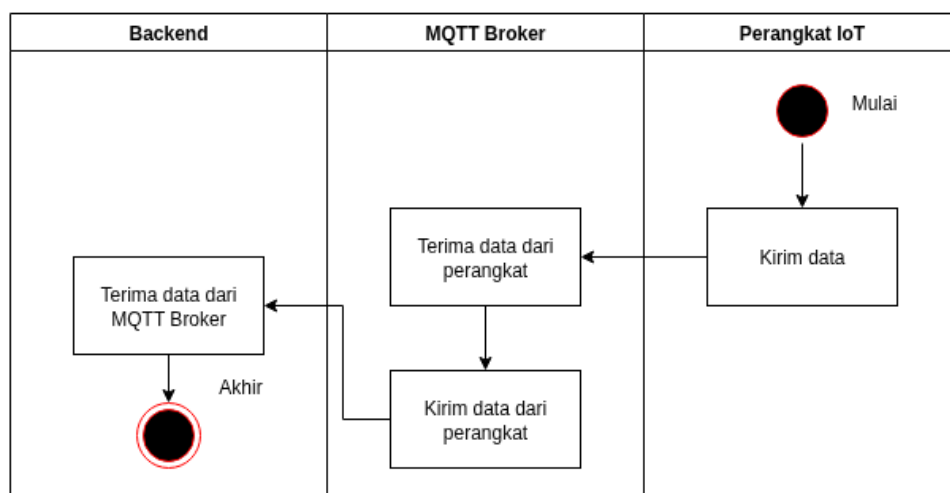 Backend
MQTT Broker
Perangkat IoT
Mulai
Kirim data
Terima data dari
perangkat
Kirim data dari
perangkat
Terima data dari
MQTT Broker
Akhir